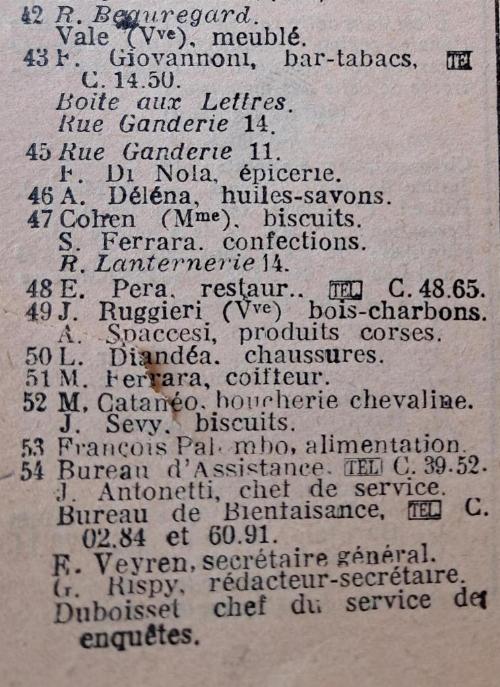 42 R. Beauregard.
Vale (Vve), meublé.
43 F. Giovannoni, bar-tabacs, TEL
C. 14.50.
Boite aux Lettres.
Rue Ganderie 14.
45 Rue Ganderie 11.
F. Di Nola, épicerie.
46 A. Déléna, huiles-savons.
47 Cohen (Mme), biscuits.
S. Ferrara, confections.
R. Lanternerie 14.
48 E. Pera, restaur.. TEL C. 48.65.
49 J. Ruggieri (Vve) bois-charbons.
A. Spaccesi, produits corses.
50 L. Diandéa, chaussures.
51 M. Ferrara, coiffeur.
52 M. Catanéo, boucherie chevaline.
J. Sevy, biscuits.
53 François Pal mbo, alimentation.
54 Bureau d'Assistance. TEL C. 39.52.
J. Antonetti, chef de service.
Bureau de Bienfaisance, TEL C.
02.84 et 60.91.
Veyren, secrétaire général.
G. Rispy, rédacteur-secrétaire.
Duboisset chef du service des
enquêtes.